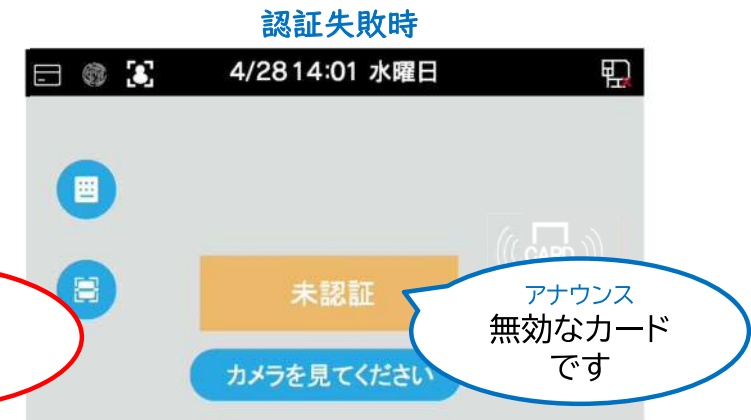 認証失敗時
4/28 14:01 水曜日
CARD
未認証
アナウンス
無効なカード
です
カメラを見てください